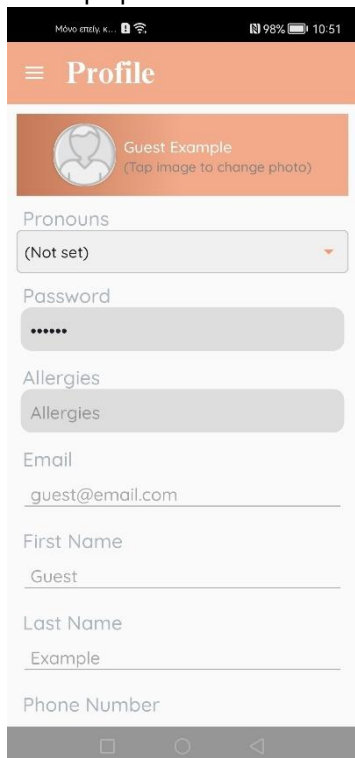 Μόνο επείγ. κ... 98% 10:51
Profile
Guest Example
(Tap image to change photo)
Pronouns
(Not set)
Password
••••••
Allergies
Allergies
Email
guest@email.com
First Name
Guest
Last Name
Example
Phone Number